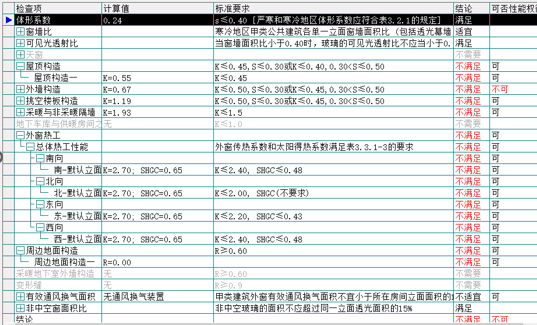 检查项 计算值 标准要求 结论 可否性能权衡
体形系数 0.24 s≤0.40 [严寒和寒冷地区体形系数应符合表3.2.1的规定] 满足
窗墙比 寒冷地区甲类公共建筑各单一立面窗墙面积比（包括透光幕墙 适宜
可见光透射比 当窗墙面积比小于0.40时，玻璃的可见光透射比不应当小于0. 满足
天窗 不需要
屋顶构造 K≤0.45,S≤0.30或K≤0.40,0.30<S≤0.50 不满足 可
屋顶构造一 K=0.55 K≤0.45 不满足 可
外墙构造 K=0.67 K≤0.50,S≤0.30或K≤0.45,0.30<S≤0.50 不满足 不可
挑空楼板构造 K=1.19 K≤0.50,S≤0.30或K≤0.45,0.30<S≤0.50 不满足 可
采暖与非采暖隔墙 K=1.93 K≤1.5 不满足 可
地下车库与供暖房间之 无 K≤1.0 不需要
外窗热工 不满足 可
总体热工性能 外窗传热系数和太阳得热系数满足表3.3.1-3的要求 不满足 可
南向 不满足 可
南-默认立面 K=2.70; SHGC=0.65 K≤2.40, SHGC≤0.48 不满足 可
北向 不满足 可
北-默认立面 K=2.70; SHGC=0.65 K≤2.00, SHGC(不要求) 不满足 可
东向 不满足 可
东-默认立面 K=2.70; SHGC=0.65 K≤2.20, SHGC≤0.43 不满足 可
西向 不满足 可
西-默认立面 K=2.70; SHGC=0.65 K≤2.40, SHGC≤0.48 不满足 可
周边地面构造 R≥0.60 不满足 可
周边地面构造一 R=0.00 不满足 可
采暖地下室外墙构造 无 R≥0.60 不需要
变形缝 无 R≥0.9 不需要
有效通风换气面积 无通风换气装置 甲类建筑外窗有效通风换气面积不宜小于所在房间立面面积的1 不适宜 可
非中空窗面积比 非中空玻璃的面积不应超过同一立面透光面积的15% 满足
结论 不满足 不可